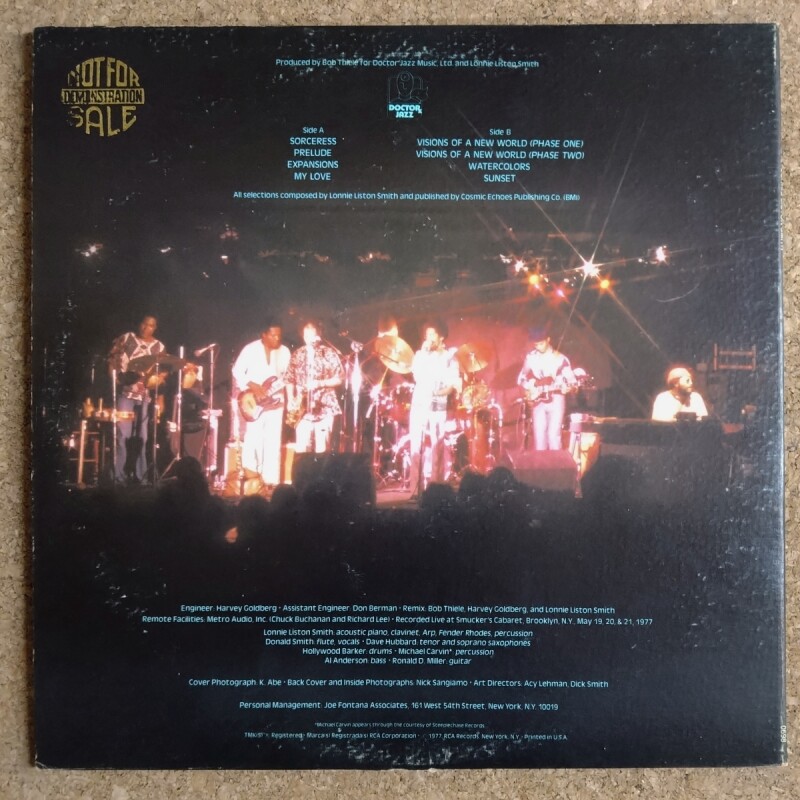 NOT FOR
DEMONSTRATION
SALE
Produced by Bob Thiele for Doctor Jazz Music, Ltd. and Lonnie Liston Smith
DOCTOR
JAZZ
Side A
SORCERESS
PRELUDE
EXPANSIONS
MY LOVE
Side B
VISIONS OF A NEW WORLD (PHASE ONE)
VISIONS OF A NEW WORLD (PHASE TWO)
WATERCOLORS
SUNSET
All selections composed by Lonnie Liston Smith and published by Cosmic Echoes Publishing Co. (BMI)
Engineer: Harvey Goldberg • Assistant Engineer: Don Berman • Remix: Bob Thiele, Harvey Goldberg, and Lonnie Liston Smith
Remote Facilities: Metro Audio, Inc. (Chuck Buchanan and Richard Lee) • Recorded Live at Smucker's Cabaret, Brooklyn, N.Y., May 19, 20, & 21, 1977
Lonnie Liston Smith: acoustic piano, clavinet, Arp, Fender Rhodes, percussion
Donald Smith: flute, vocals • Dave Hubbard: tenor and soprano saxophones
Hollywood Barker: drums • Michael Carvin*: percussion
Al Anderson: bass • Ronald D. Miller: guitar
Cover Photograph: K. Abe • Back Cover and Inside Photographs: Nick Sangiamo • Art Directors: Acy Lehman, Dick Smith
Personal Management: Joe Fontana Associates, 161 West 54th Street, New York, N.Y. 10019
*Michael Carvin appears through the courtesy of Steeplechase Records.
TMK(s) ® Registered • Marca(s) Registrada(s) RCA Corporation • 1977, RCA Records, New York, N.Y. • Printed in U.S.A.